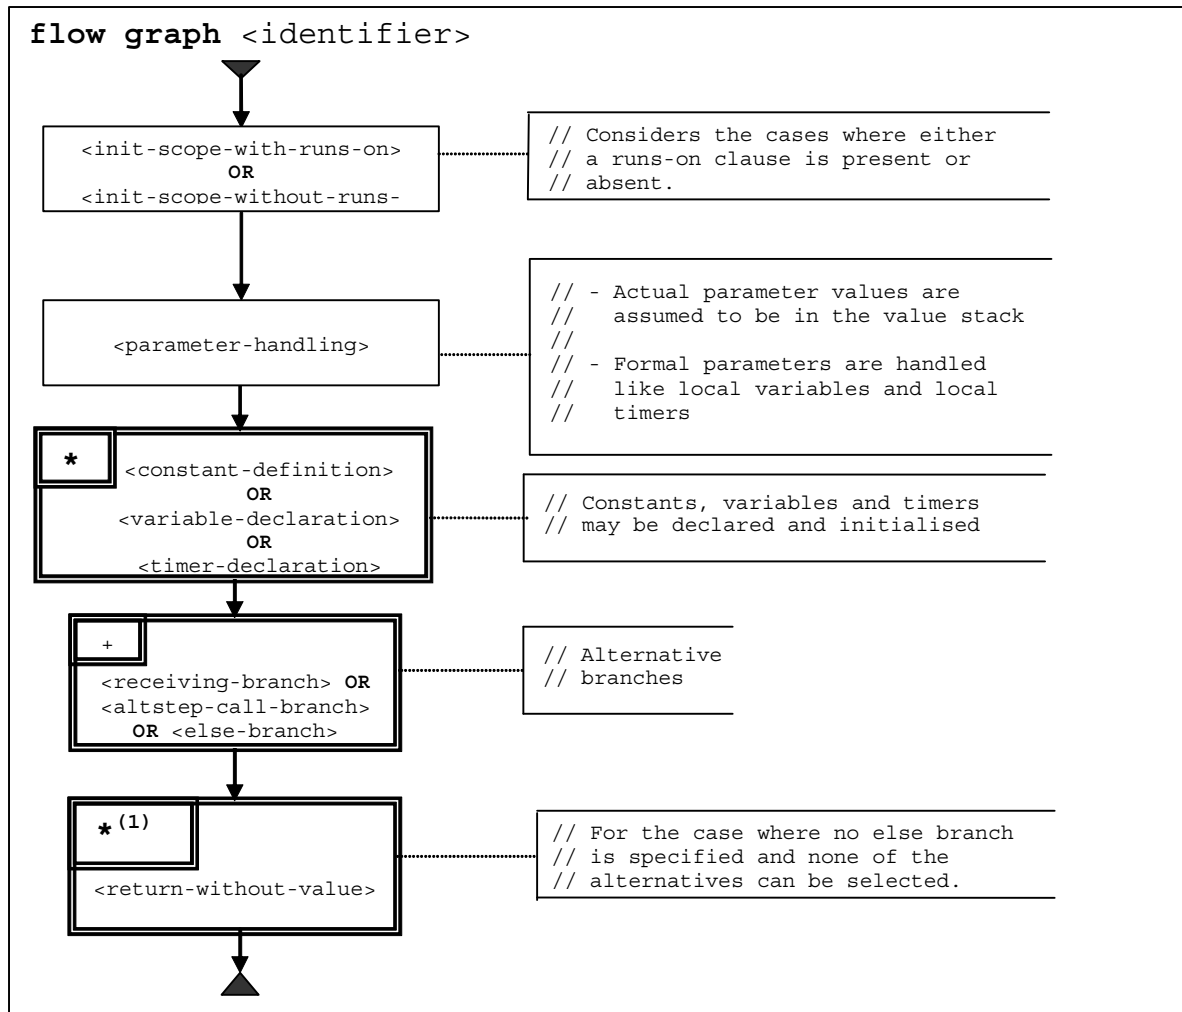 flow graph <identifier>
<init-scope-with-runs-on>
OR
<init-scope-without-runs-
// Considers the cases where either
// a runs-on clause is present or
// absent.
<parameter-handling>
// - Actual parameter values are
//   assumed to be in the value stack
//
// - Formal parameters are handled
//   like local variables and local
//   timers
*
<constant-definition>
OR
<variable-declaration>
OR
<timer-declaration>
// Constants, variables and timers
// may be declared and initialised
+
<receiving-branch> OR
<altstep-call-branch>
OR <else-branch>
// Alternative
// branches
*(1)
<return-without-value>
// For the case where no else branch
// is specified and none of the
// alternatives can be selected.